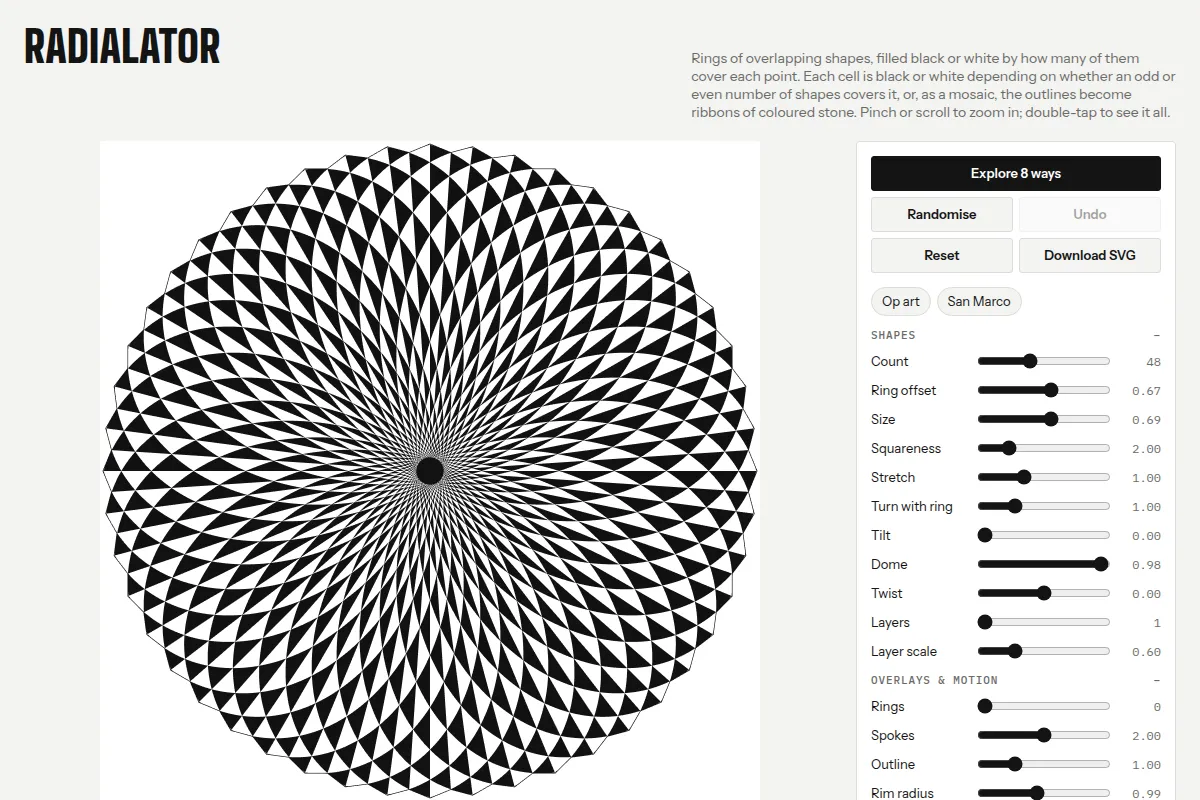 RADIALATOR
Rings of overlapping shapes, filled black or white by how many of them
cover each point. Each cell is black or white depending on whether an odd or
even number of shapes covers it, or, as a mosaic, the outlines become
ribbons of coloured stone. Pinch or scroll to zoom in; double-tap to see it all.
Explore 8 ways
Randomise Undo
Reset Download SVG
Op art San Marco
SHAPES –
Count 48
Ring offset 0.67
Size 0.69
Squareness 2.00
Stretch 1.00
Turn with ring 1.00
Tilt 0.00
Dome 0.98
Twist 0.00
Layers 1
Layer scale 0.60
OVERLAYS & MOTION –
Rings 0
Spokes 2.00
Outline 1.00
Rim radius 0.99